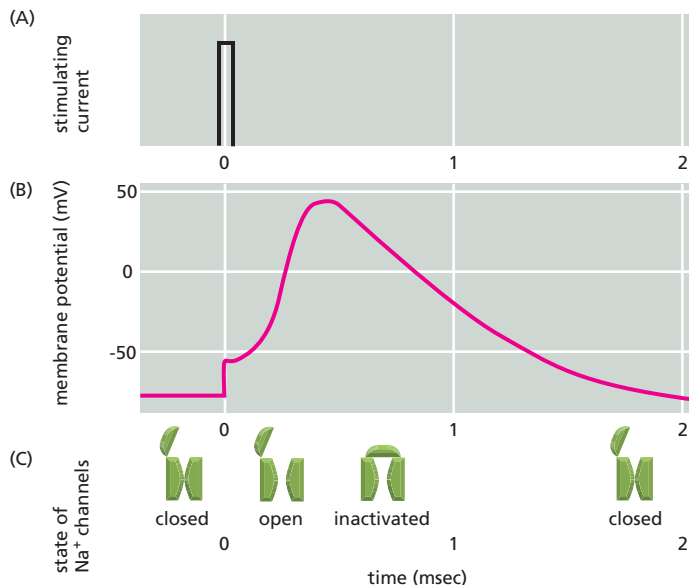 (A)
stimulating
current
0
1
2
(B)
membrane potential (mV)
50
0
-50
0
1
2
(C)
state of
Na⁺ channels
closed
open
inactivated
closed
0
1
2
time (msec)